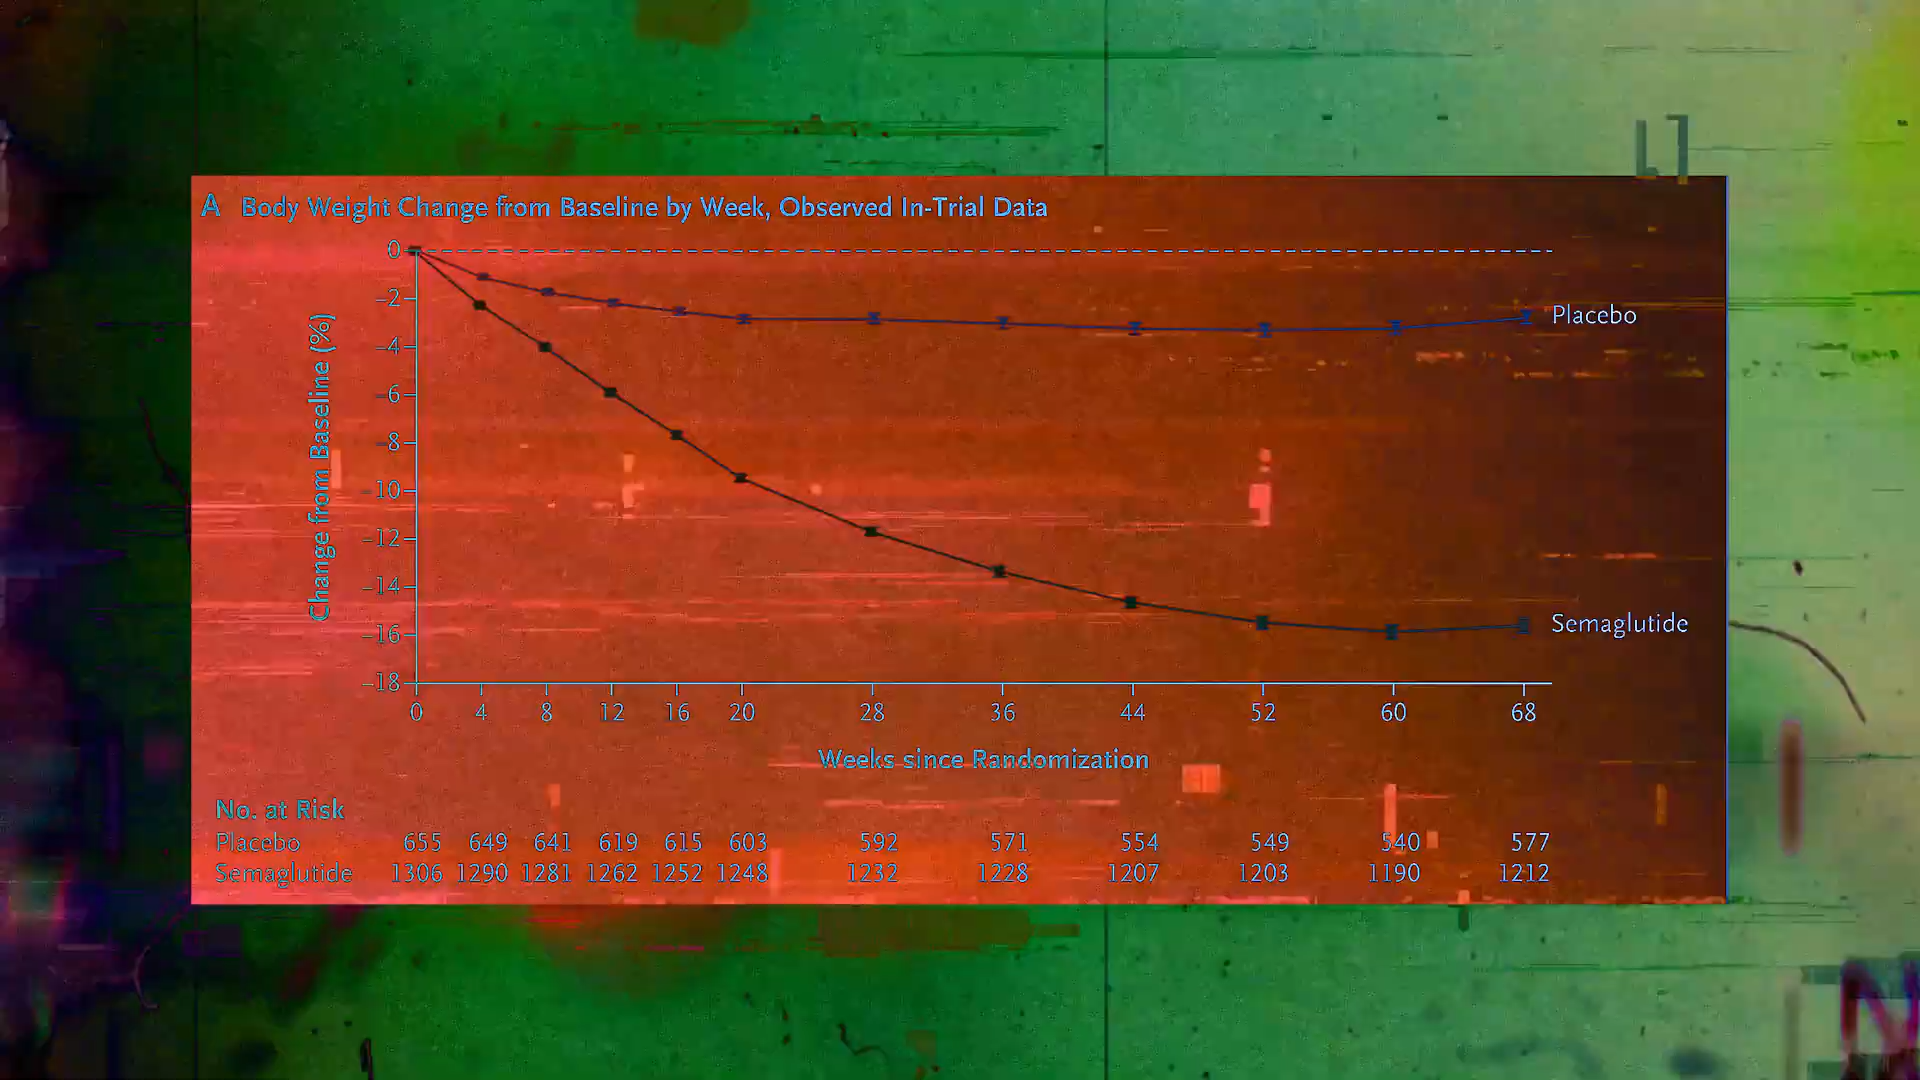 A Body Weight Change from Baseline by Week, Observed In-Trial Data
Change from Baseline (%)
0
–2
–4
–6
–8
–10
–12
–14
–16
–18
Placebo
Semaglutide
0 4 8 12 16 20 28 36 44 52 60 68
Weeks since Randomization
No. at Risk
Placebo 655 649 641 619 615 603 592 571 554 549 540 577
Semaglutide 1306 1290 1281 1262 1252 1248 1232 1228 1207 1203 1190 1212